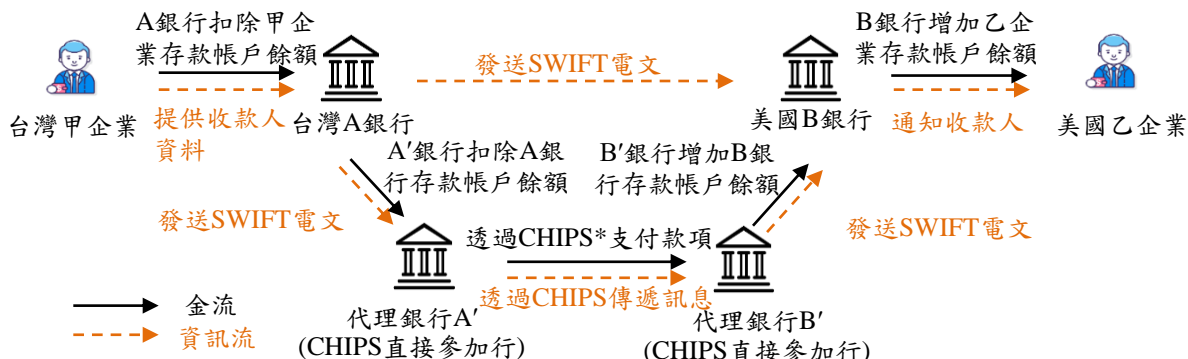 A銀行扣除甲企
業存款帳戶餘額
B銀行增加乙企
業存款帳戶餘額
發送SWIFT電文
提供收款人
資料
通知收款人
台灣甲企業
台灣A銀行
美國B銀行
美國乙企業
A′銀行扣除A銀
行存款帳戶餘額
B′銀行增加B銀
行存款帳戶餘額
發送SWIFT電文
透過CHIPS*支付款項
發送SWIFT電文
透過CHIPS傳遞訊息
金流
資訊流
代理銀行A′
(CHIPS直接參加行)
代理銀行B′
(CHIPS直接參加行)